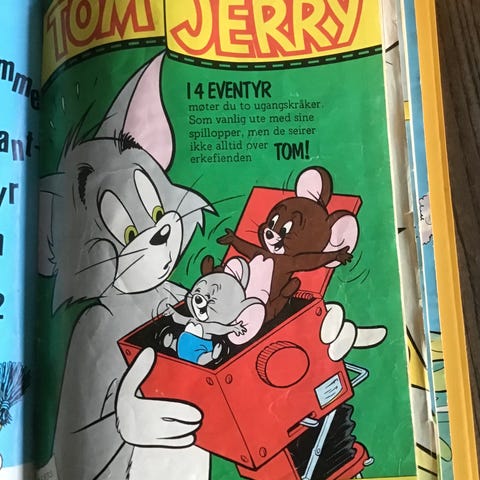 TOM JERRY
I 4 EVENTYR
møter du to ugangskråker.
Som vanlig ute med sine
spillopper, men de seirer
ikke alltid over
erkefienden TOM!